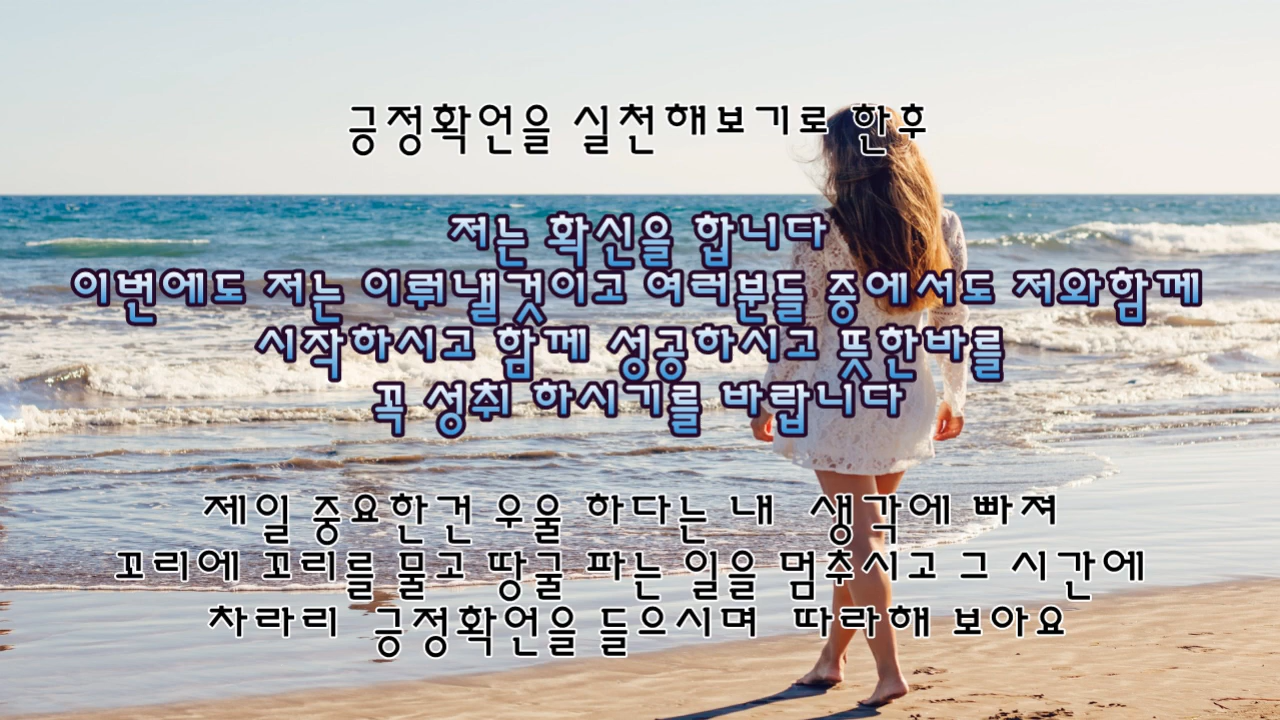 긍정확언을 실천해보기로 한후
저는 확신을 합니다
이번에도 저는 이뤄낼것이고 여러분들 중에서도 저와함께
시작하시고 함께 성공하시고 뜻한바를
꼭 성취 하시기를 바랍니다
제일 중요한건 우울 하다는 내 생각에 빠져
꼬리에 꼬리를 물고 땅굴 파는 일을 멈추시고 그 시간에
차라리 긍정확언을 들으시며 따라해 보아요